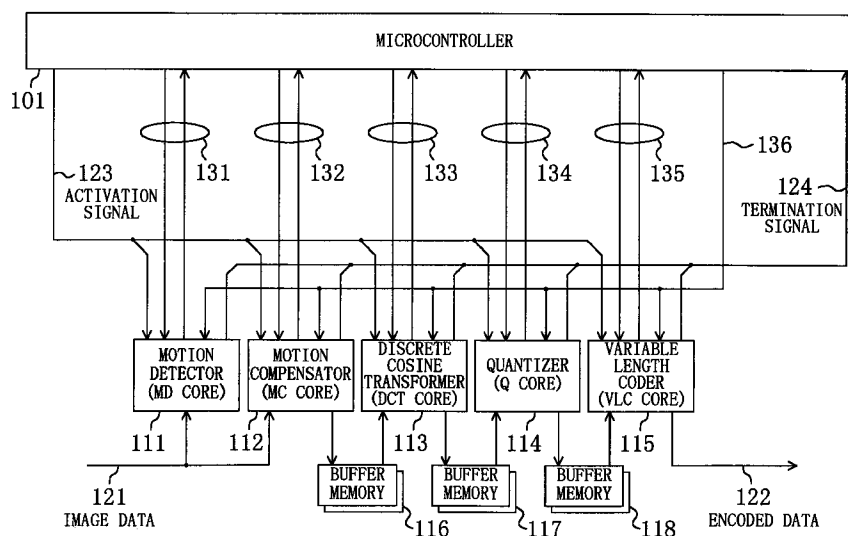 MICROCONTROLLER
101
131
132
133
134
135
136
123
ACTIVATION
SIGNAL
124
TERMINATION
SIGNAL
MOTION
DETECTOR
(MD CORE)
MOTION
COMPENSATOR
(MC CORE)
DISCRETE
COSINE
TRANSFORMER
(DCT CORE)
QUANTIZER
(Q CORE)
VARIABLE
LENGTH
CODER
(VLC CORE)
111
112
113
114
115
121
IMAGE DATA
BUFFER
MEMORY
116
BUFFER
MEMORY
117
BUFFER
MEMORY
118
122
ENCODED DATA